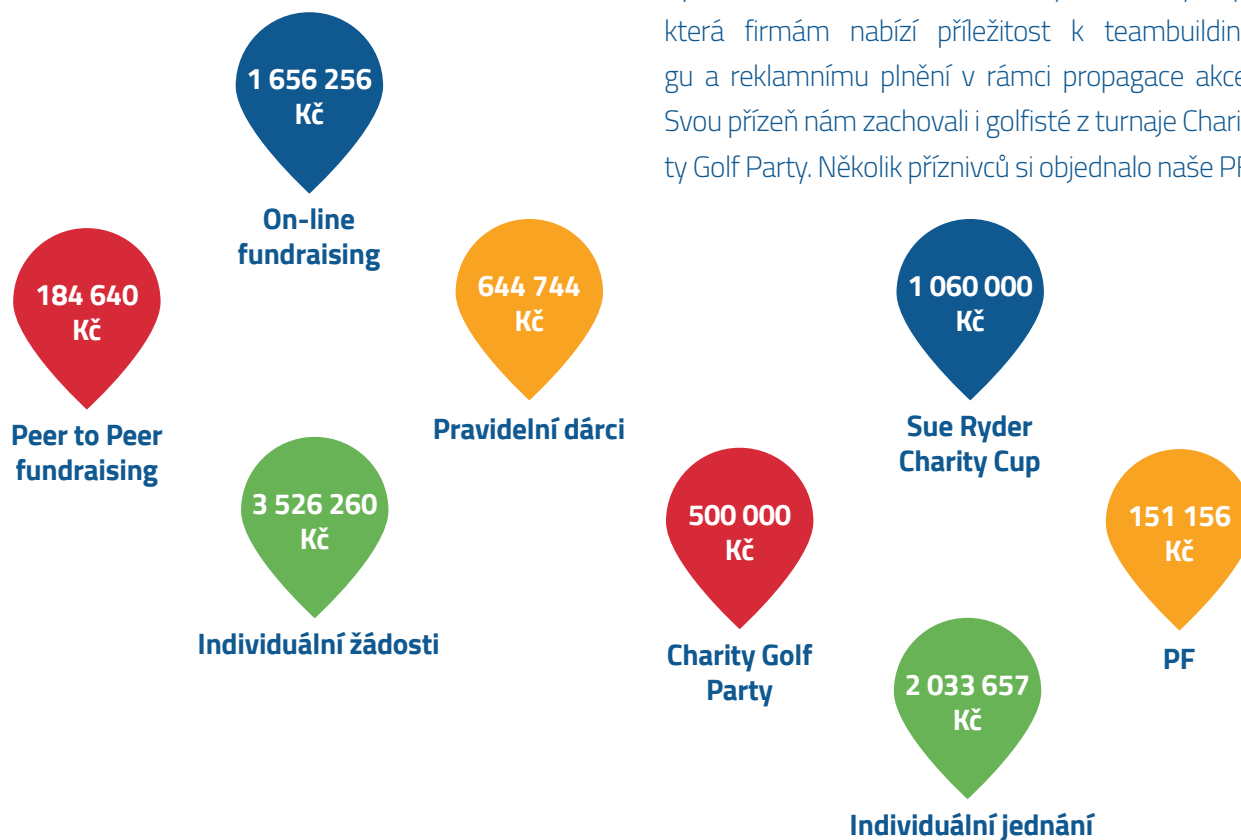 která firmám nabízí příležitost k teambuildin
gu a reklamnímu plnění v rámci propagace akce
Svou přízeň nám zachovali i golfisté z turnaje Chari
ty Golf Party. Několik příznivců si objednalo naše PF
1 656 256
Kč
On-line
fundraising
184 640
Kč
Peer to Peer
fundraising
644 744
Kč
Pravidelní dárci
3 526 260
Kč
Individuální žádosti
1 060 000
Kč
Sue Ryder
Charity Cup
500 000
Kč
Charity Golf
Party
151 156
Kč
PF
2 033 657
Kč
Individuální jednání